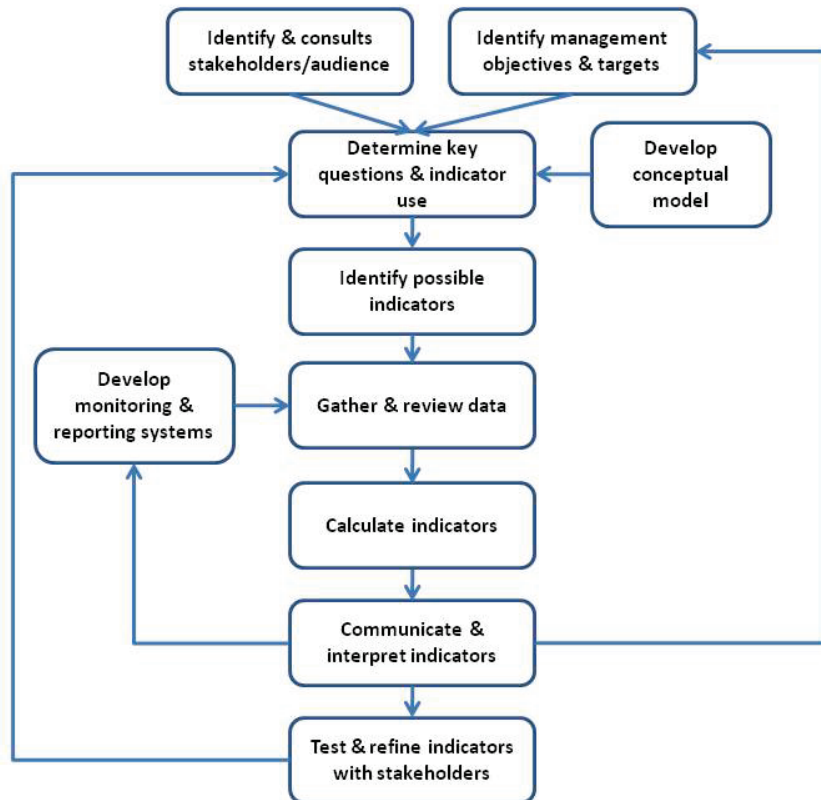 Identify & consults
stakeholders/audience
Identify management
objectives & targets
Determine key
questions & indicator
use
Develop
conceptual
model
Identify possible
indicators
Develop
monitoring &
reporting systems
Gather & review data
Calculate indicators
Communicate &
interpret indicators
Test & refine indicators
with stakeholders